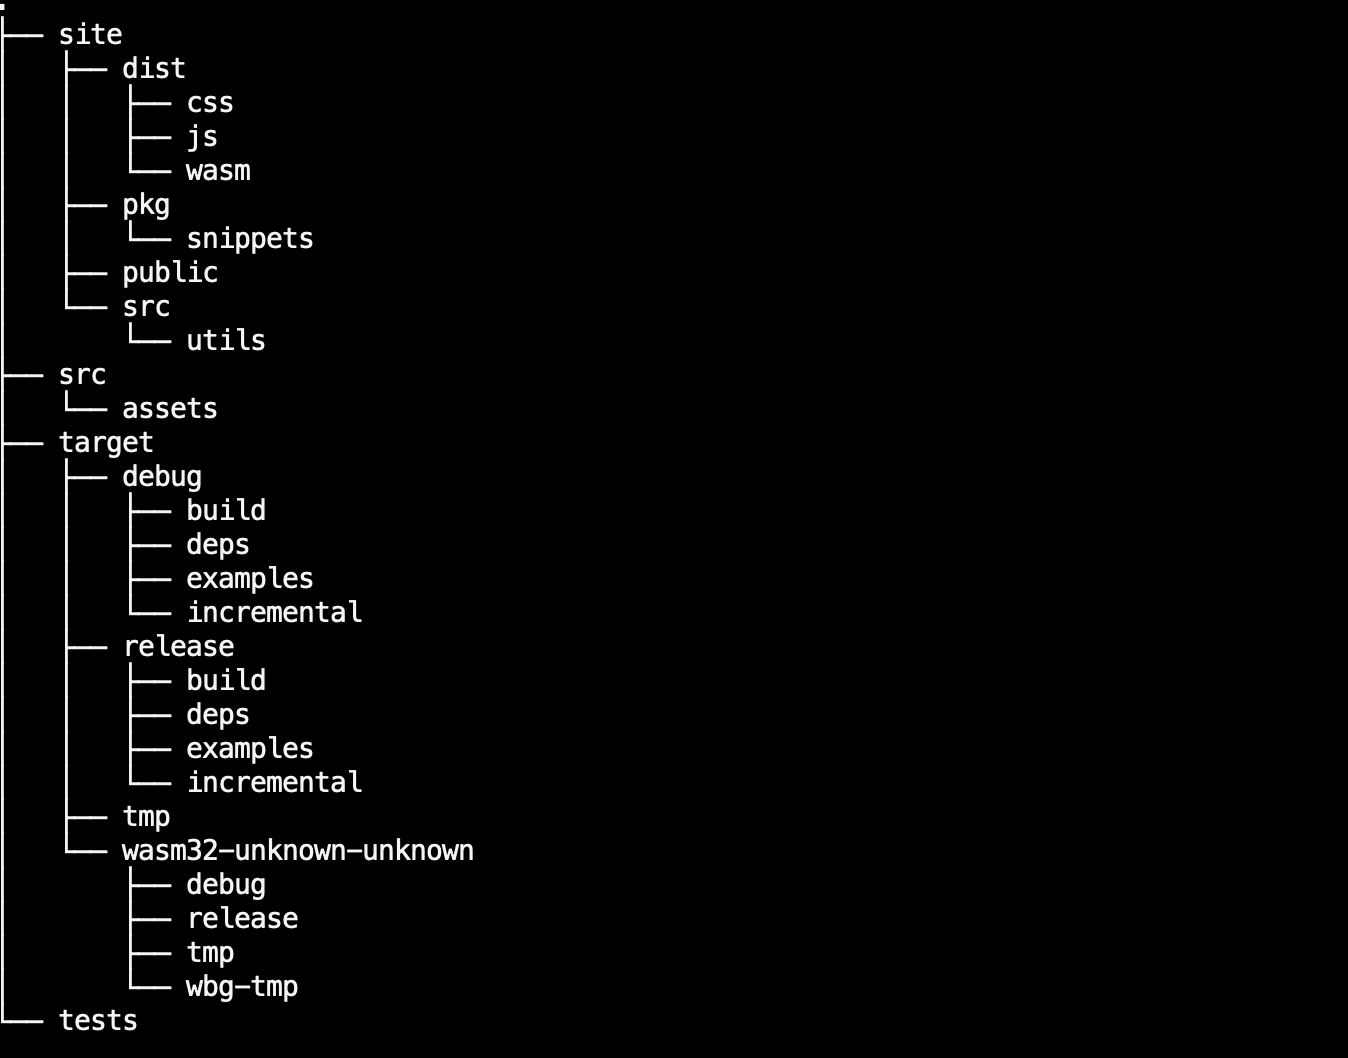 .
├── site
│   ├── dist
│   │   ├── css
│   │   ├── js
│   │   └── wasm
│   ├── pkg
│   │   └── snippets
│   ├── public
│   └── src
│       └── utils
├── src
│   └── assets
├── target
│   ├── debug
│   │   ├── build
│   │   ├── deps
│   │   ├── examples
│   │   └── incremental
│   ├── release
│   │   ├── build
│   │   ├── deps
│   │   ├── examples
│   │   └── incremental
│   ├── tmp
│   └── wasm32-unknown-unknown
│       ├── debug
│       ├── release
│       ├── tmp
│       └── wbg-tmp
└── tests